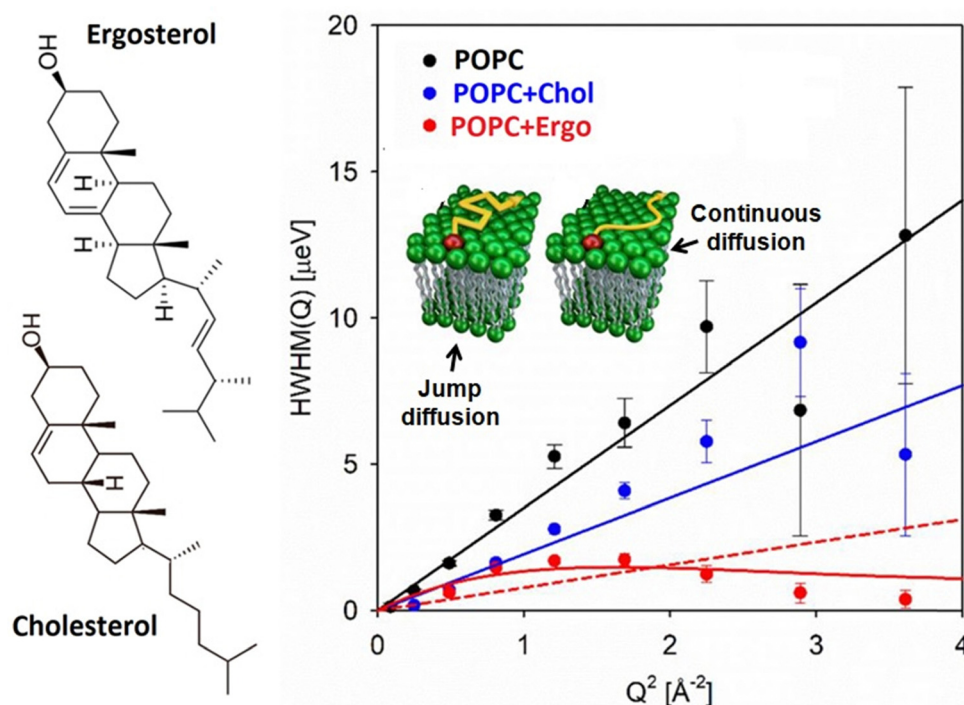 Ergosterol
OH
H
H
H
OH
H
Cholesterol
20
15
10
5
0
HWHM(Q) [µeV]
POPC
POPC+Chol
POPC+Ergo
Continuous
diffusion
Jump
diffusion
0
1
2
3
4
Q² [Å⁻²]